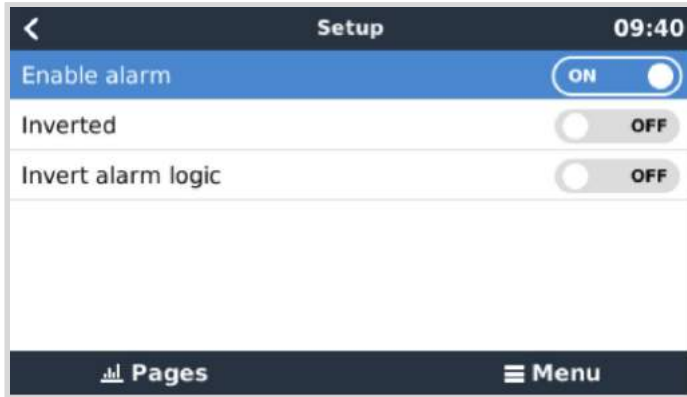 Setup 09:40
Enable alarm ON
Inverted OFF
Invert alarm logic OFF
Pages Menu